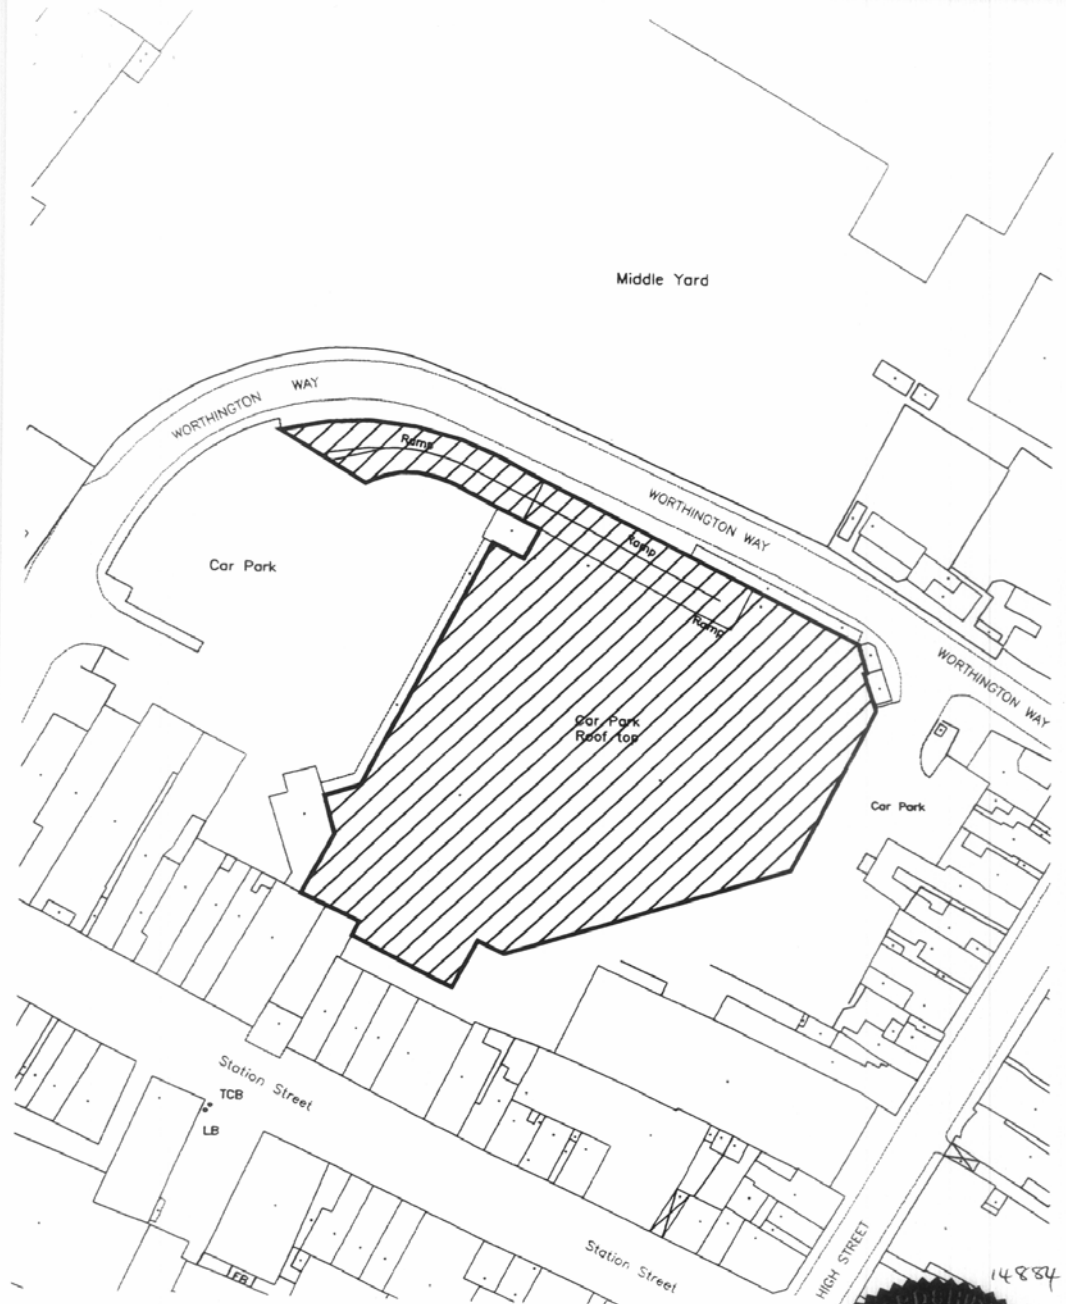 Middle Yard
WORTHINGTON WAY
Ramp
WORTHINGTON WAY
Ramp
Car Park
Ramp
WORTHINGTON WAY
Car Park
Roof top
Car Park
Station Street
TCB
LB
Station Street
HIGH STREET
FB
14884